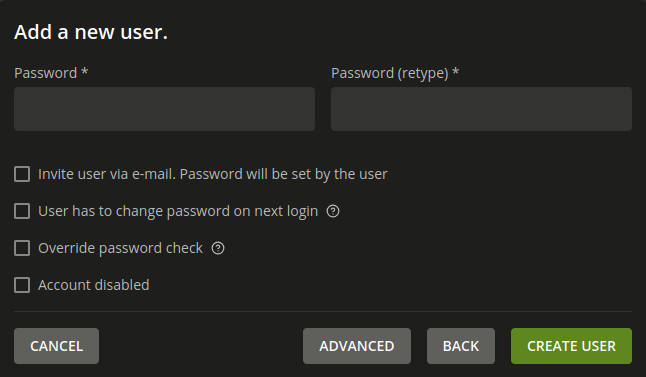 Add a new user.
Password * Password (retype) *
Invite user via e-mail. Password will be set by the user
User has to change password on next login ?
Override password check ?
Account disabled
CANCEL ADVANCED BACK CREATE USER